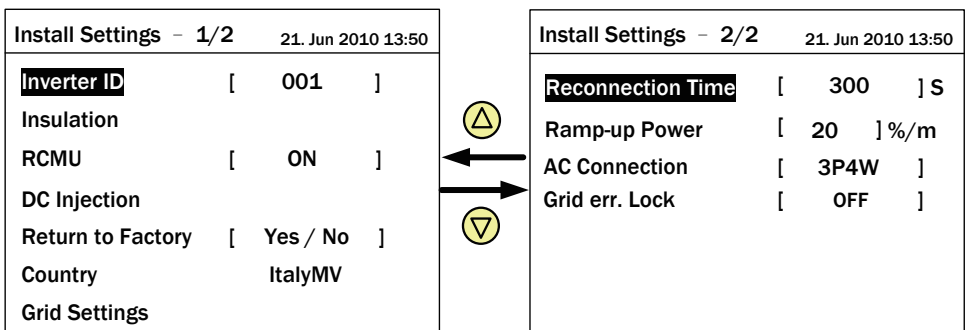 Install Settings – 1/2 21. Jun 2010 13:50
Inverter ID [ 001 ]
Insulation
RCMU [ ON ]
DC Injection
Return to Factory [ Yes / No ]
Country ItalyMV
Grid Settings
Install Settings – 2/2 21. Jun 2010 13:50
Reconnection Time [ 300 ] S
Ramp-up Power [ 20 ] %/m
AC Connection [ 3P4W ]
Grid err. Lock [ OFF ]